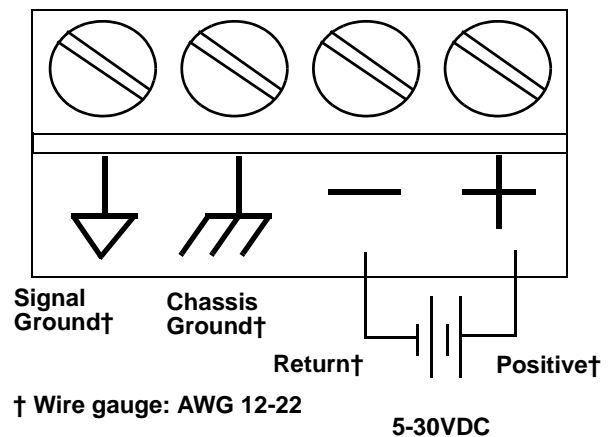 Signal
Ground†
Chassis
Ground†
Return†
Positive†
† Wire gauge: AWG 12-22
5-30VDC